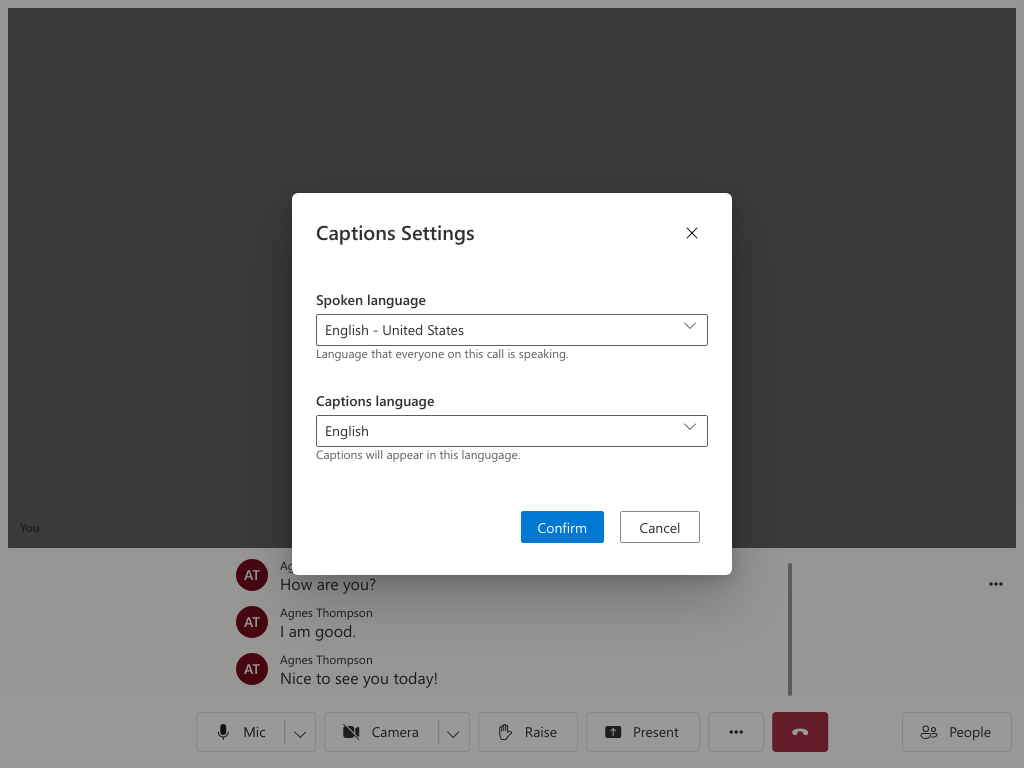 Captions Settings
Spoken language
English - United States
Language that everyone on this call is speaking.
Captions language
English
Captions will appear in this langugage.
Confirm
Cancel
You
AT
How are you?
AT
Agnes Thompson
I am good.
AT
Agnes Thompson
Nice to see you today!
Mic
Camera
Raise
Present
People